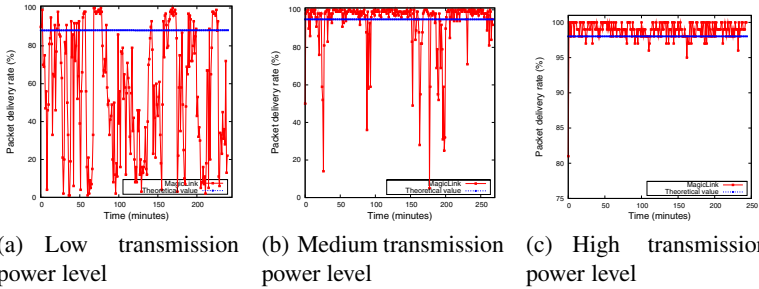 Packet delivery rate (%)
100
80
60
40
20
0
0 50 100 150 200
MagicLink
Theoretical value
Time (minutes)
Packet delivery rate (%)
100
80
60
40
20
0
0 50 100 150 200 250
MagicLink
Theoretical value
Time (minutes)
Packet delivery rate (%)
100
95
90
85
80
75
0 50 100 150 200 250
MagicLink
Theoretical value
Time (minutes)
(a) Low transmission
power level
(b) Medium transmission
power level
(c) High transmission
power level